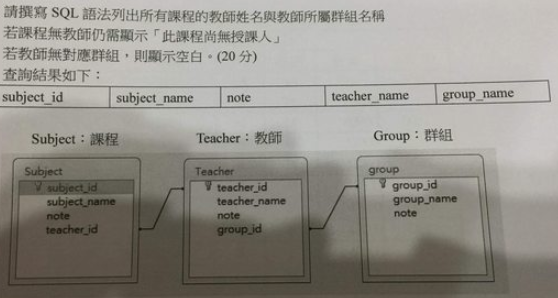 請撰寫 SQL 語法列出所有課程的教師姓名與教師所屬群組名稱
若課程無教師仍需顯示「此課程尚無授課人」
若教師無對應群組，則顯示空白。(20 分)
查詢結果如下：
subject_id subject_name note teacher_name group_name
Subject：課程 Teacher：教師 Group：群組
Subject
subject_id
subject_name
note
teacher_id
Teacher
teacher_id
teacher_name
note
group_id
group
group_id
group_name
note